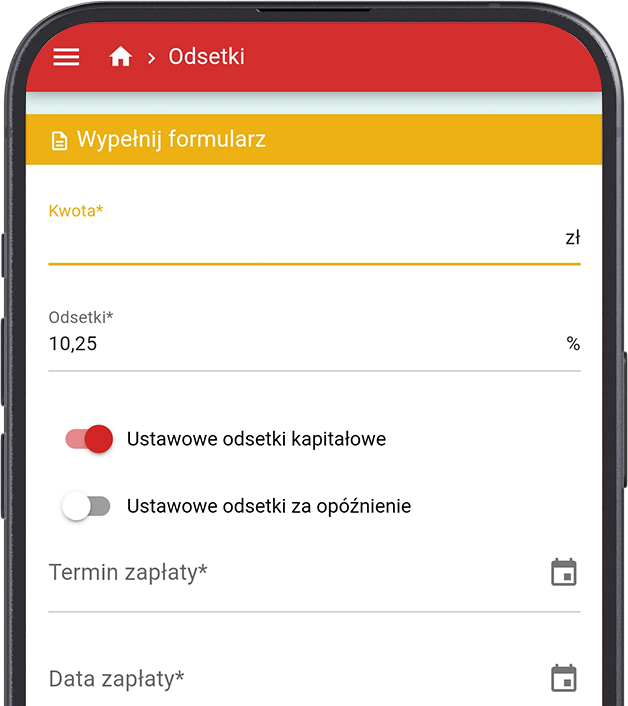 Odsetki
Wypełnij formularz
Kwota*
zł
Odsetki*
10,25 %
Ustawowe odsetki kapitałowe
Ustawowe odsetki za opóźnienie
Termin zapłaty*
Data zapłaty*